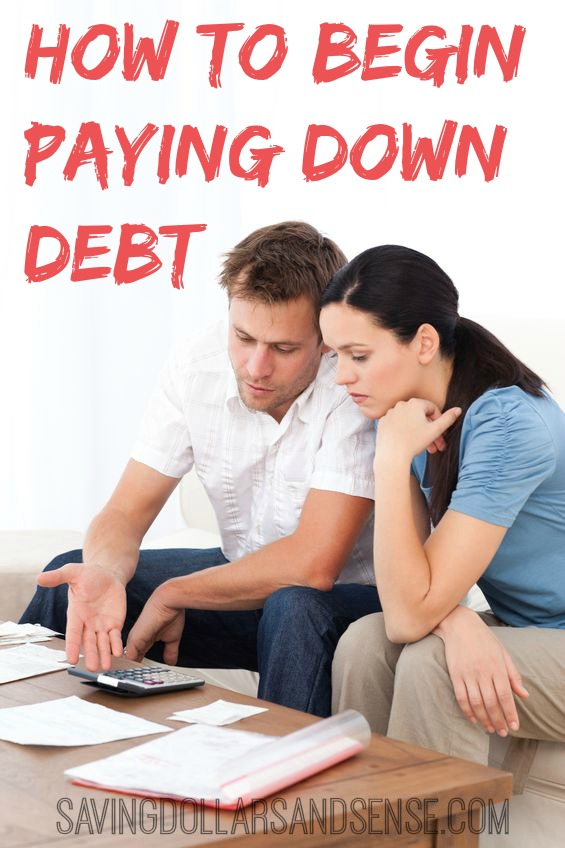 HOW TO BEGIN
PAYING DOWN
DEBT
SAVINGDOLLARSANDSENSE.COM